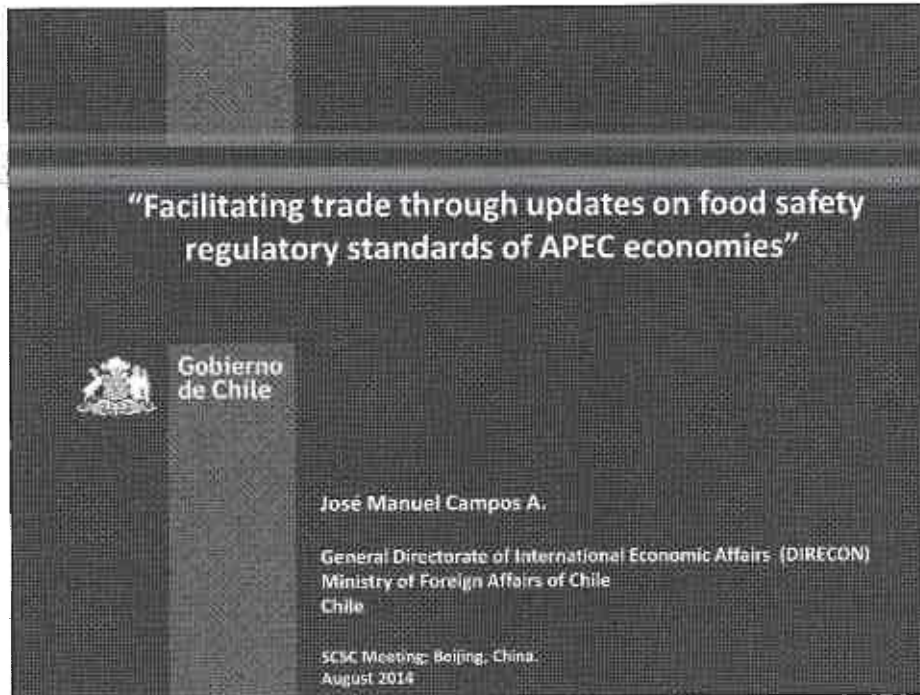 “Facilitating trade through updates on food safety
regulatory standards of APEC economies”
Gobierno
de Chile
José Manuel Campos A.
General Directorate of International Economic Affairs (DIRECON)
Ministry of Foreign Affairs of Chile
Chile
SCSC Meeting: Beijing, China.
August 2014